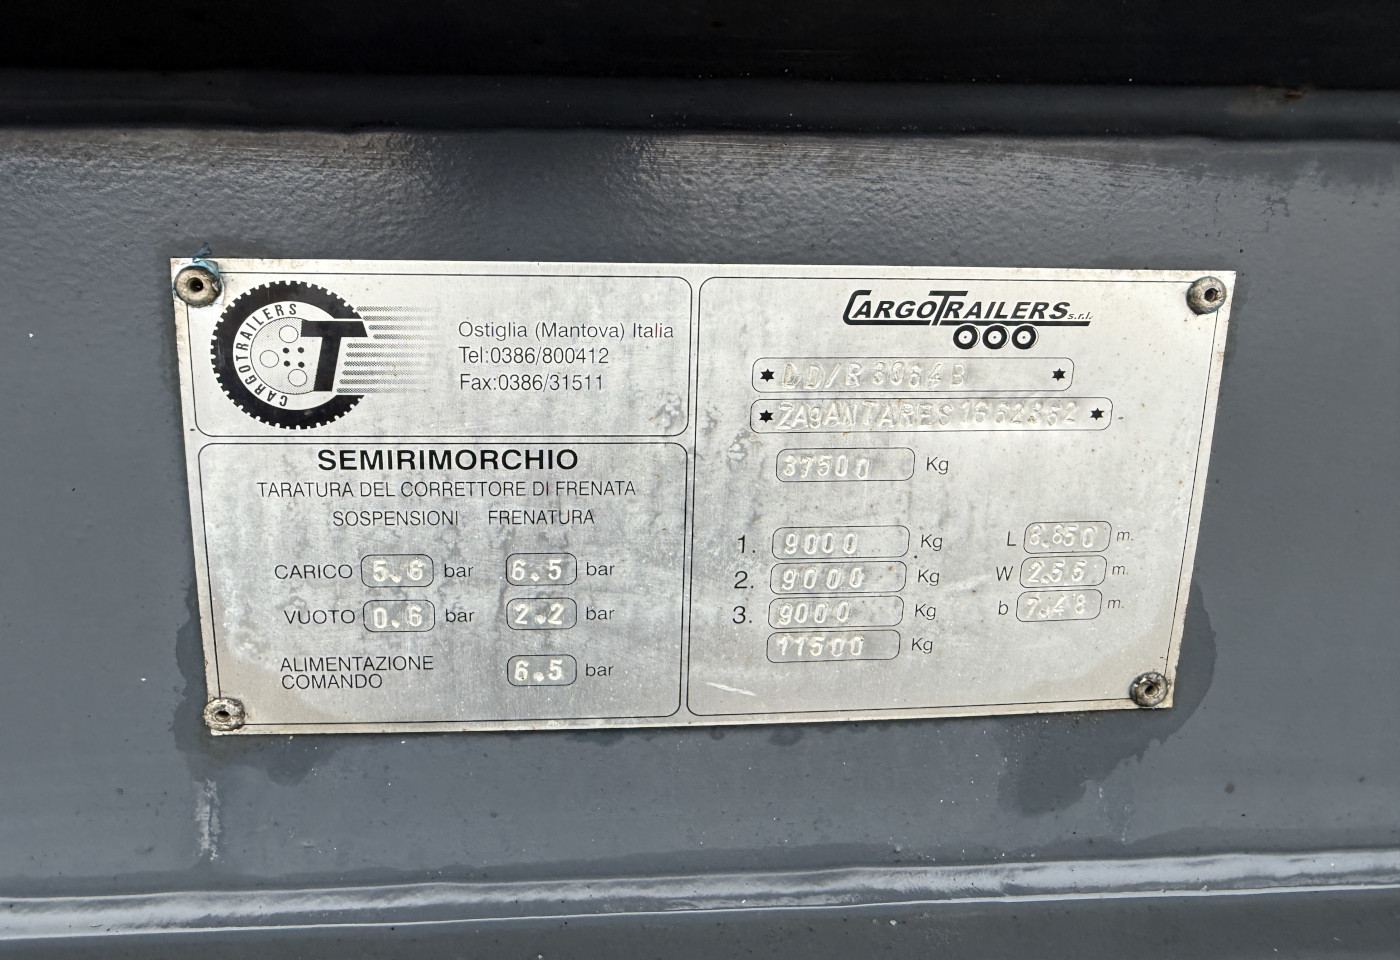 CARGOTRAILERS
T
Ostiglia (Mantova) Italia
Tel:0386/800412
Fax:0386/31511
SEMIRIMORCHIO
TARATURA DEL CORRETTORE DI FRENATA
SOSPENSIONI FRENATURA
CARICO 5.6 bar 6.5 bar
VUOTO 0.6 bar 2.2 bar
ALIMENTAZIONE
COMANDO 6.5 bar
CARGOTRAILERS s.r.l.
37500 Kg
1. 9000 Kg
2. 9000 Kg
3. 9000 Kg
11500 Kg
L m.
W 2.55 m.
b 7.48 m.